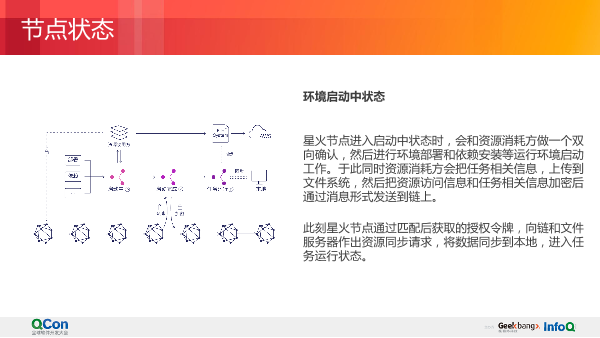 节点状态
环境启动中状态
星火节点进入启动中状态时，会和资源消耗方做一个双
向确认，然后进行环境部署和依赖安装等运行环境启动
工作。于此同时资源消耗方会把任务相关信息，上传到
文件系统，然后把资源访问信息和任务相关信息加密后
通过消息形式发送到链上。
此刻星火节点通过匹配后获取的授权令牌，向链和文件
服务器作出资源同步请求，将数据同步到本地，进入任
务运行状态。
System
AWS
QCon
全球软件开发大会
Geekbang
InfoQ